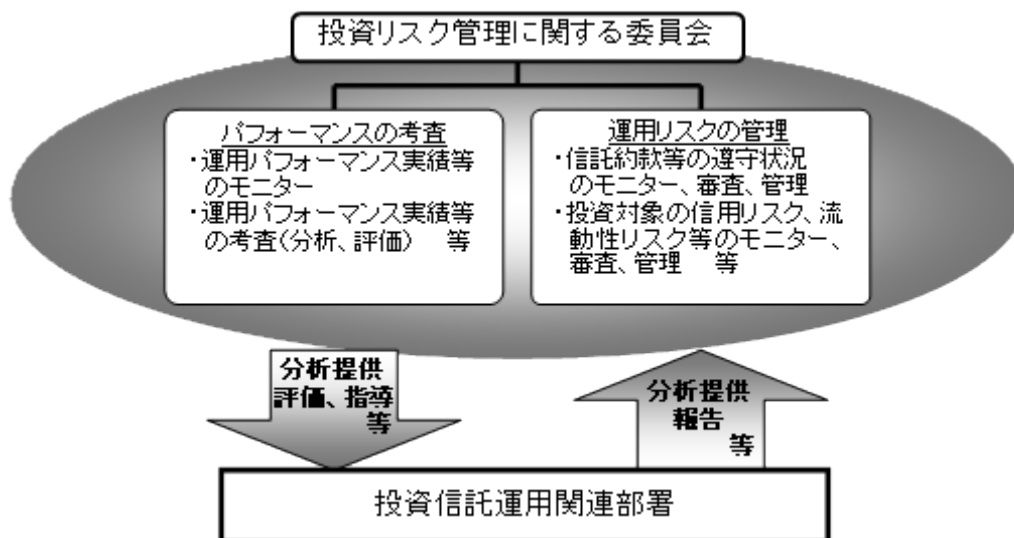 投資リスク管理に関する委員会
パフォーマンスの考査
・運用パフォーマンス実績等
のモニター
・運用パフォーマンス実績等
の考査(分析、評価) 等
運用リスクの管理
・信託約款等の遵守状況
のモニター、審査、管理
・投資対象の信用リスク、流
動性リスク等のモニター、
審査、管理 等
分析提供
評価、指導
等
分析提供
報告
等
投資信託運用関連部署